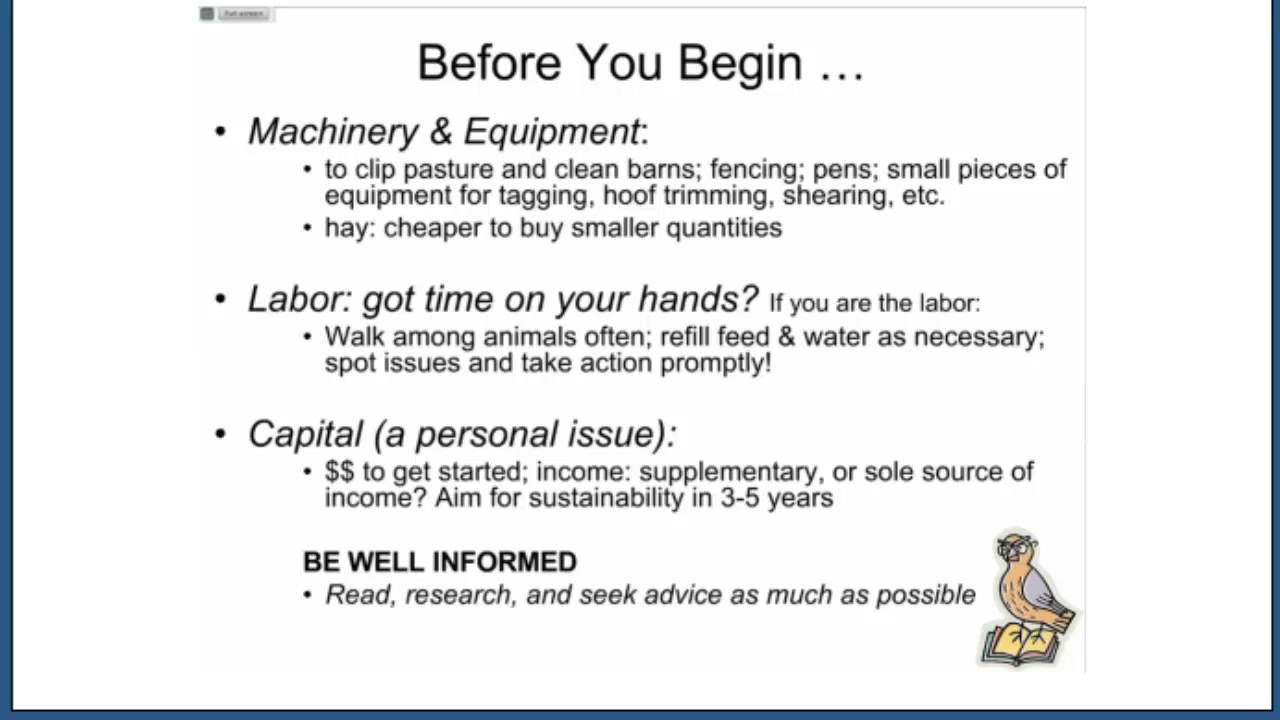 Full screen
Before You Begin …
• Machinery & Equipment:
• to clip pasture and clean barns; fencing; pens; small pieces of
equipment for tagging, hoof trimming, shearing, etc.
• hay: cheaper to buy smaller quantities
• Labor: got time on your hands? If you are the labor:
• Walk among animals often; refill feed & water as necessary;
spot issues and take action promptly!
• Capital (a personal issue):
• $$ to get started; income: supplementary, or sole source of
income? Aim for sustainability in 3-5 years
BE WELL INFORMED
• Read, research, and seek advice as much as possible